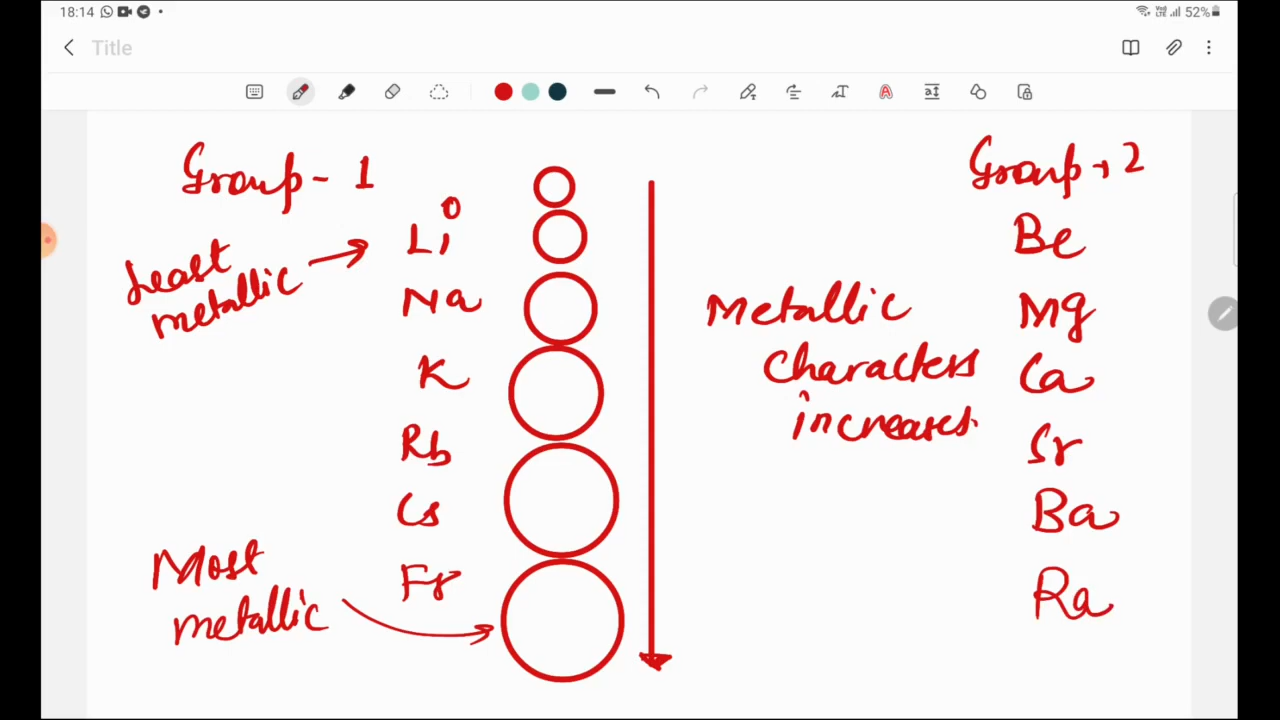 18:14
52%
Title
Group - 1
Group - 2
Li
Be
Least
metallic
Na
Metallic
Mg
characters
K
Ca
increases.
Rb
Sr
Cs
Ba
Most
metallic
Fr
Ra